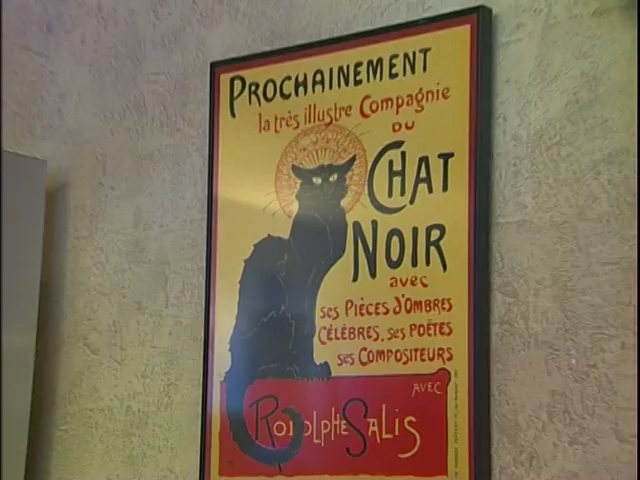 PROCHAINEMENT
la très illustre Compagnie
DU
CHAT
NOIR
avec
ses PIÈCES d'OMBRES
CÉLÈBRES, ses POÈTES
ses COMPOSITEURS
AVEC
RODOLPHE SALIS